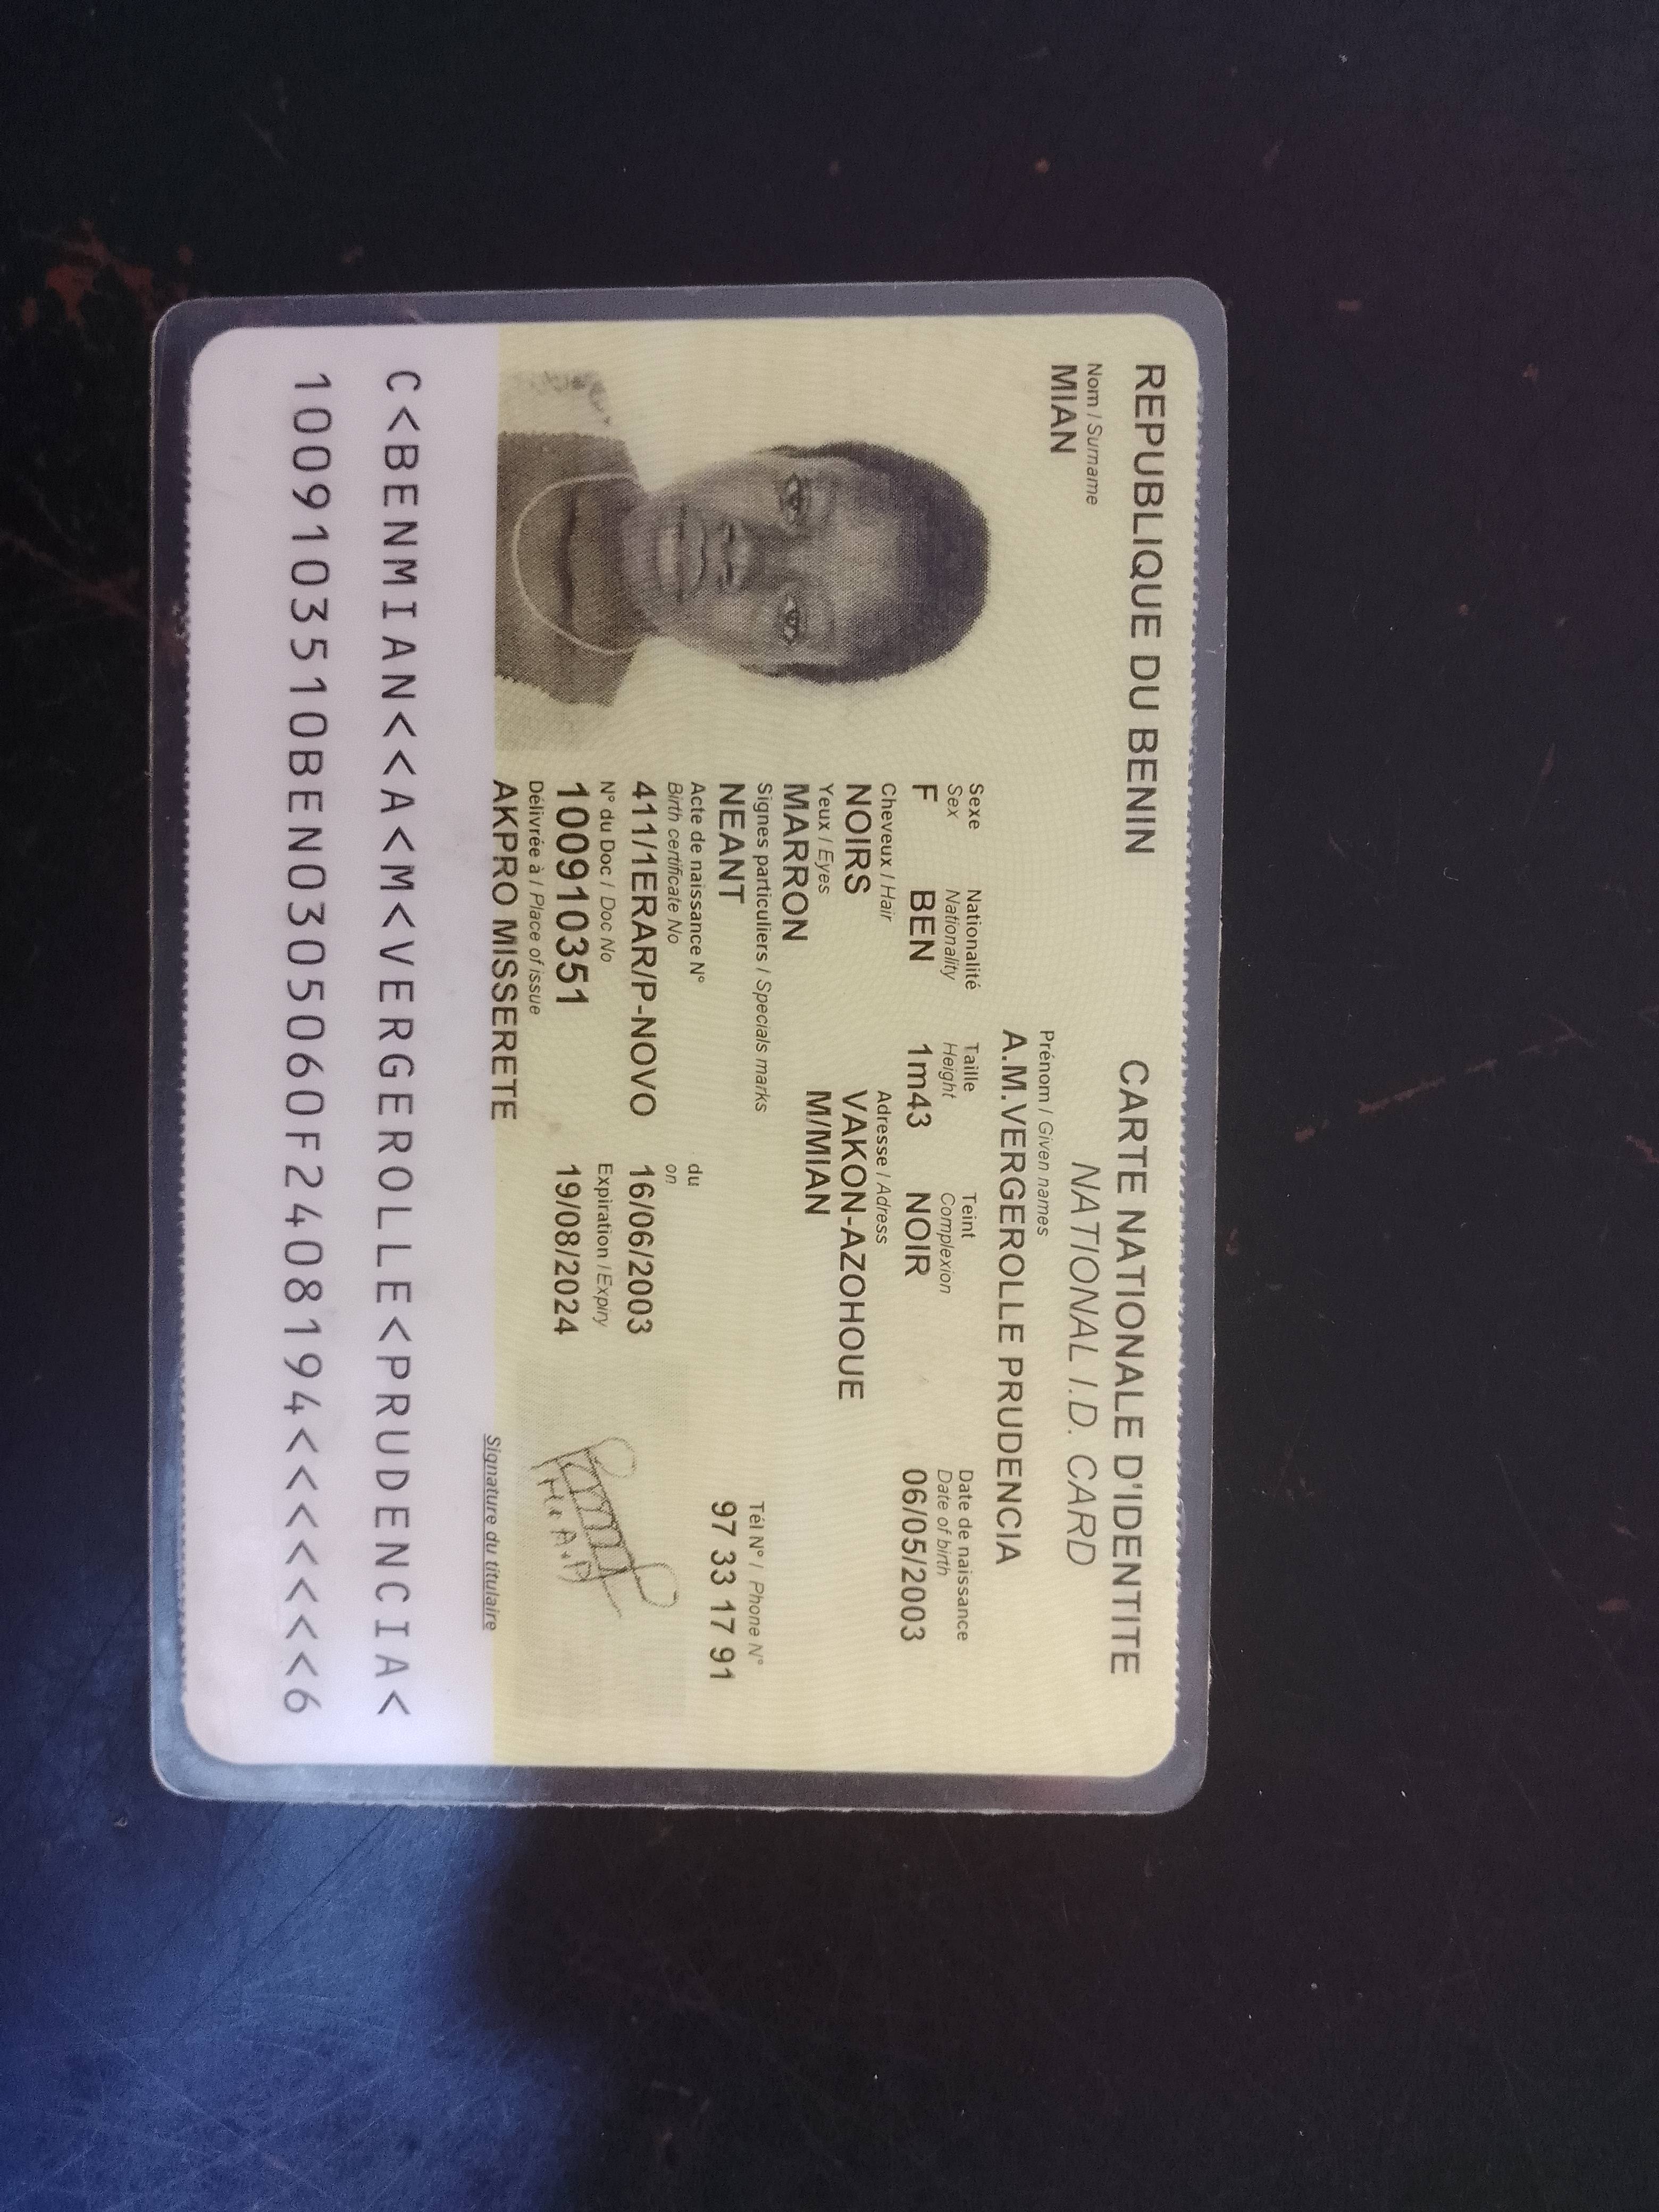 REPUBLIQUE DU BENIN
CARTE NATIONALE D'IDENTITE
NATIONAL I.D. CARD
Nom / Surname
MIAN
Prénom / Given names
A.M.VERGEROLLE PRUDENCIA
Sexe Nationalité Taille Teint Date de naissance
Sex Nationality Height Complexion Date of birth
F BEN 1m43 NOIR 06/05/2003
Cheveux / Hair Adresse / Adress
NOIRS VAKON-AZOHOUE
Yeux / Eyes M/MIAN
MARRON
Signes particuliers / Specials marks Tél N° / Phone N°
NEANT 97 33 17 91
Acte de naissance N° du
Birth certificate No on
411/1ERAR/P-NOVO 16/06/2003
N° du Doc / Doc No Expiration / Expiry
100910351 19/08/2024
Délivrée à / Place of issue
AKPRO MISSERETE
Signature du titulaire
C<BENMIAN<<A<M<VERGEROLLE<PRUDENCIA<
1009103510BEN0305060F2408194<<<<<<<6